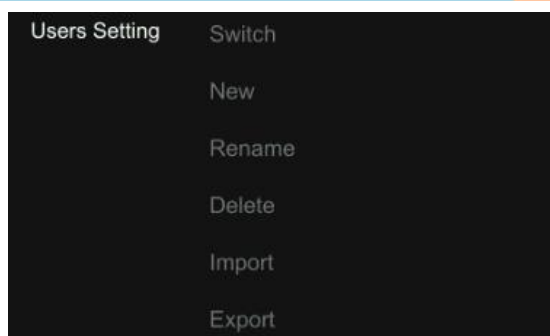 Users Setting
Switch
New
Rename
Delete
Import
Export